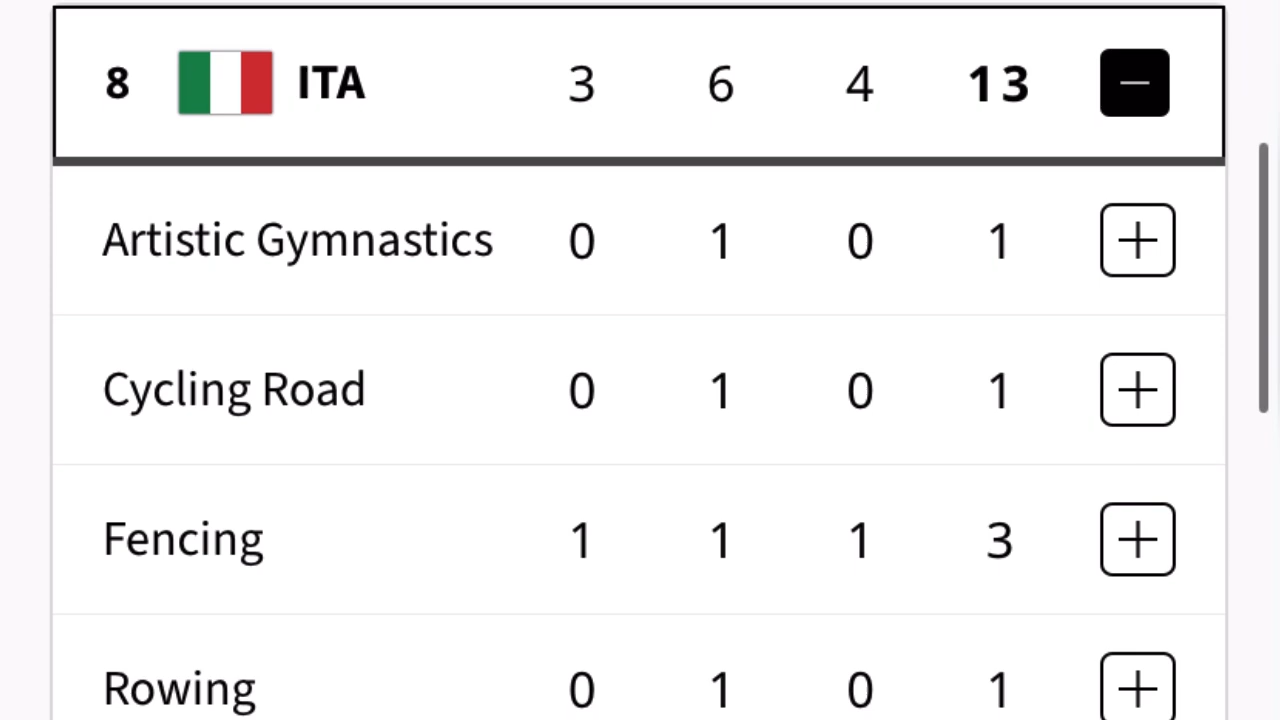 8 ITA 3 6 4 13
Artistic Gymnastics 0 1 0 1
Cycling Road 0 1 0 1
Fencing 1 1 1 3
Rowing 0 1 0 1